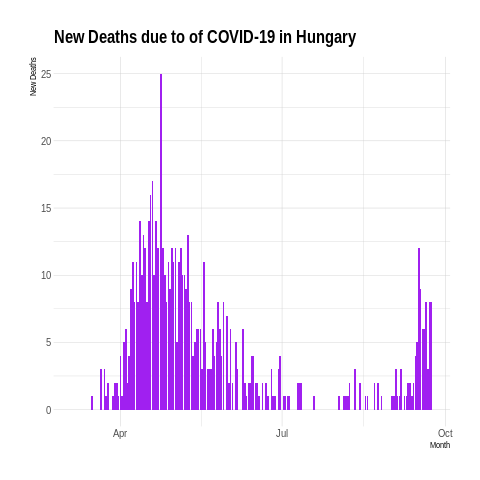 New Deaths due to of COVID-19 in Hungary
New Deaths
25
20
15
10
5
0
Apr
Jul
Oct
Month